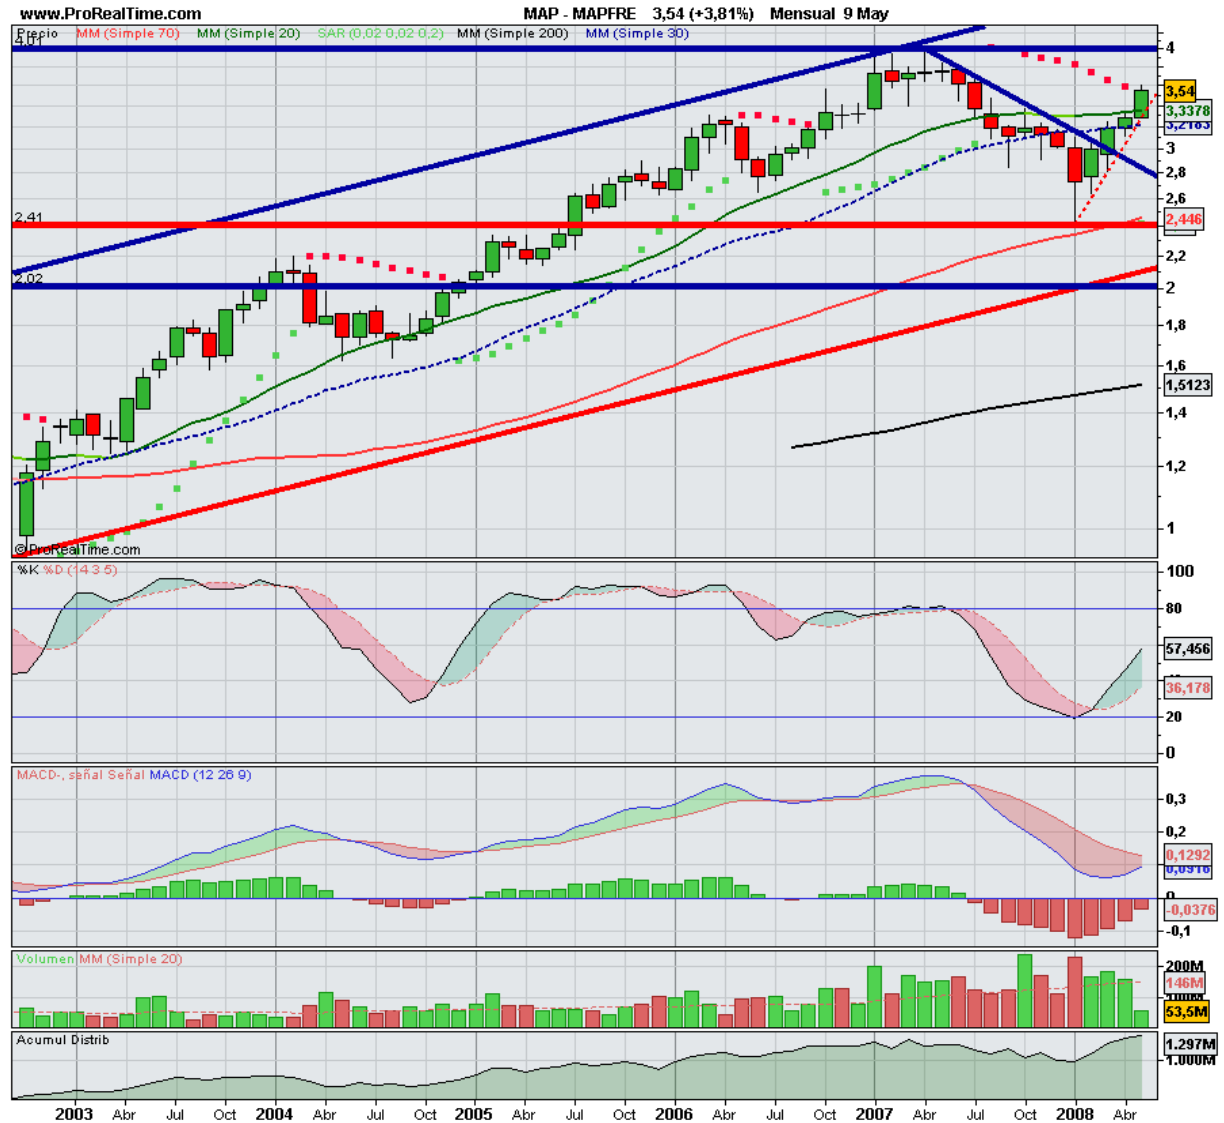 www.ProRealTime.com MAP - MAPFRE 3,54 (+3,81%) Mensual 9 May
Precio MM (Simple 70) MM (Simple 20) SAR (0,02 0,02 0,2) MM (Simple 200) MM (Simple 30)
4.01
4
3,54
3,3378
3,2183
3
2,8
2,6
2.41
2,446
2,2
2.02
2
1,8
1,6
1,5123
1,4
1,2
1
©ProRealTime.com
%K %D (14 3 5)
100
80
57,456
36,178
20
0
MACD-, señal Señal MACD (12 26 9)
0,3
0,2
0,1292
0,0916
0
-0,0376
-0,1
Volumen MM (Simple 20)
200M
146M
100M
53,5M
Acumul Distrib
1.297M
1.000M
2003 Abr Jul Oct 2004 Abr Jul Oct 2005 Abr Jul Oct 2006 Abr Jul Oct 2007 Abr Jul Oct 2008 Abr